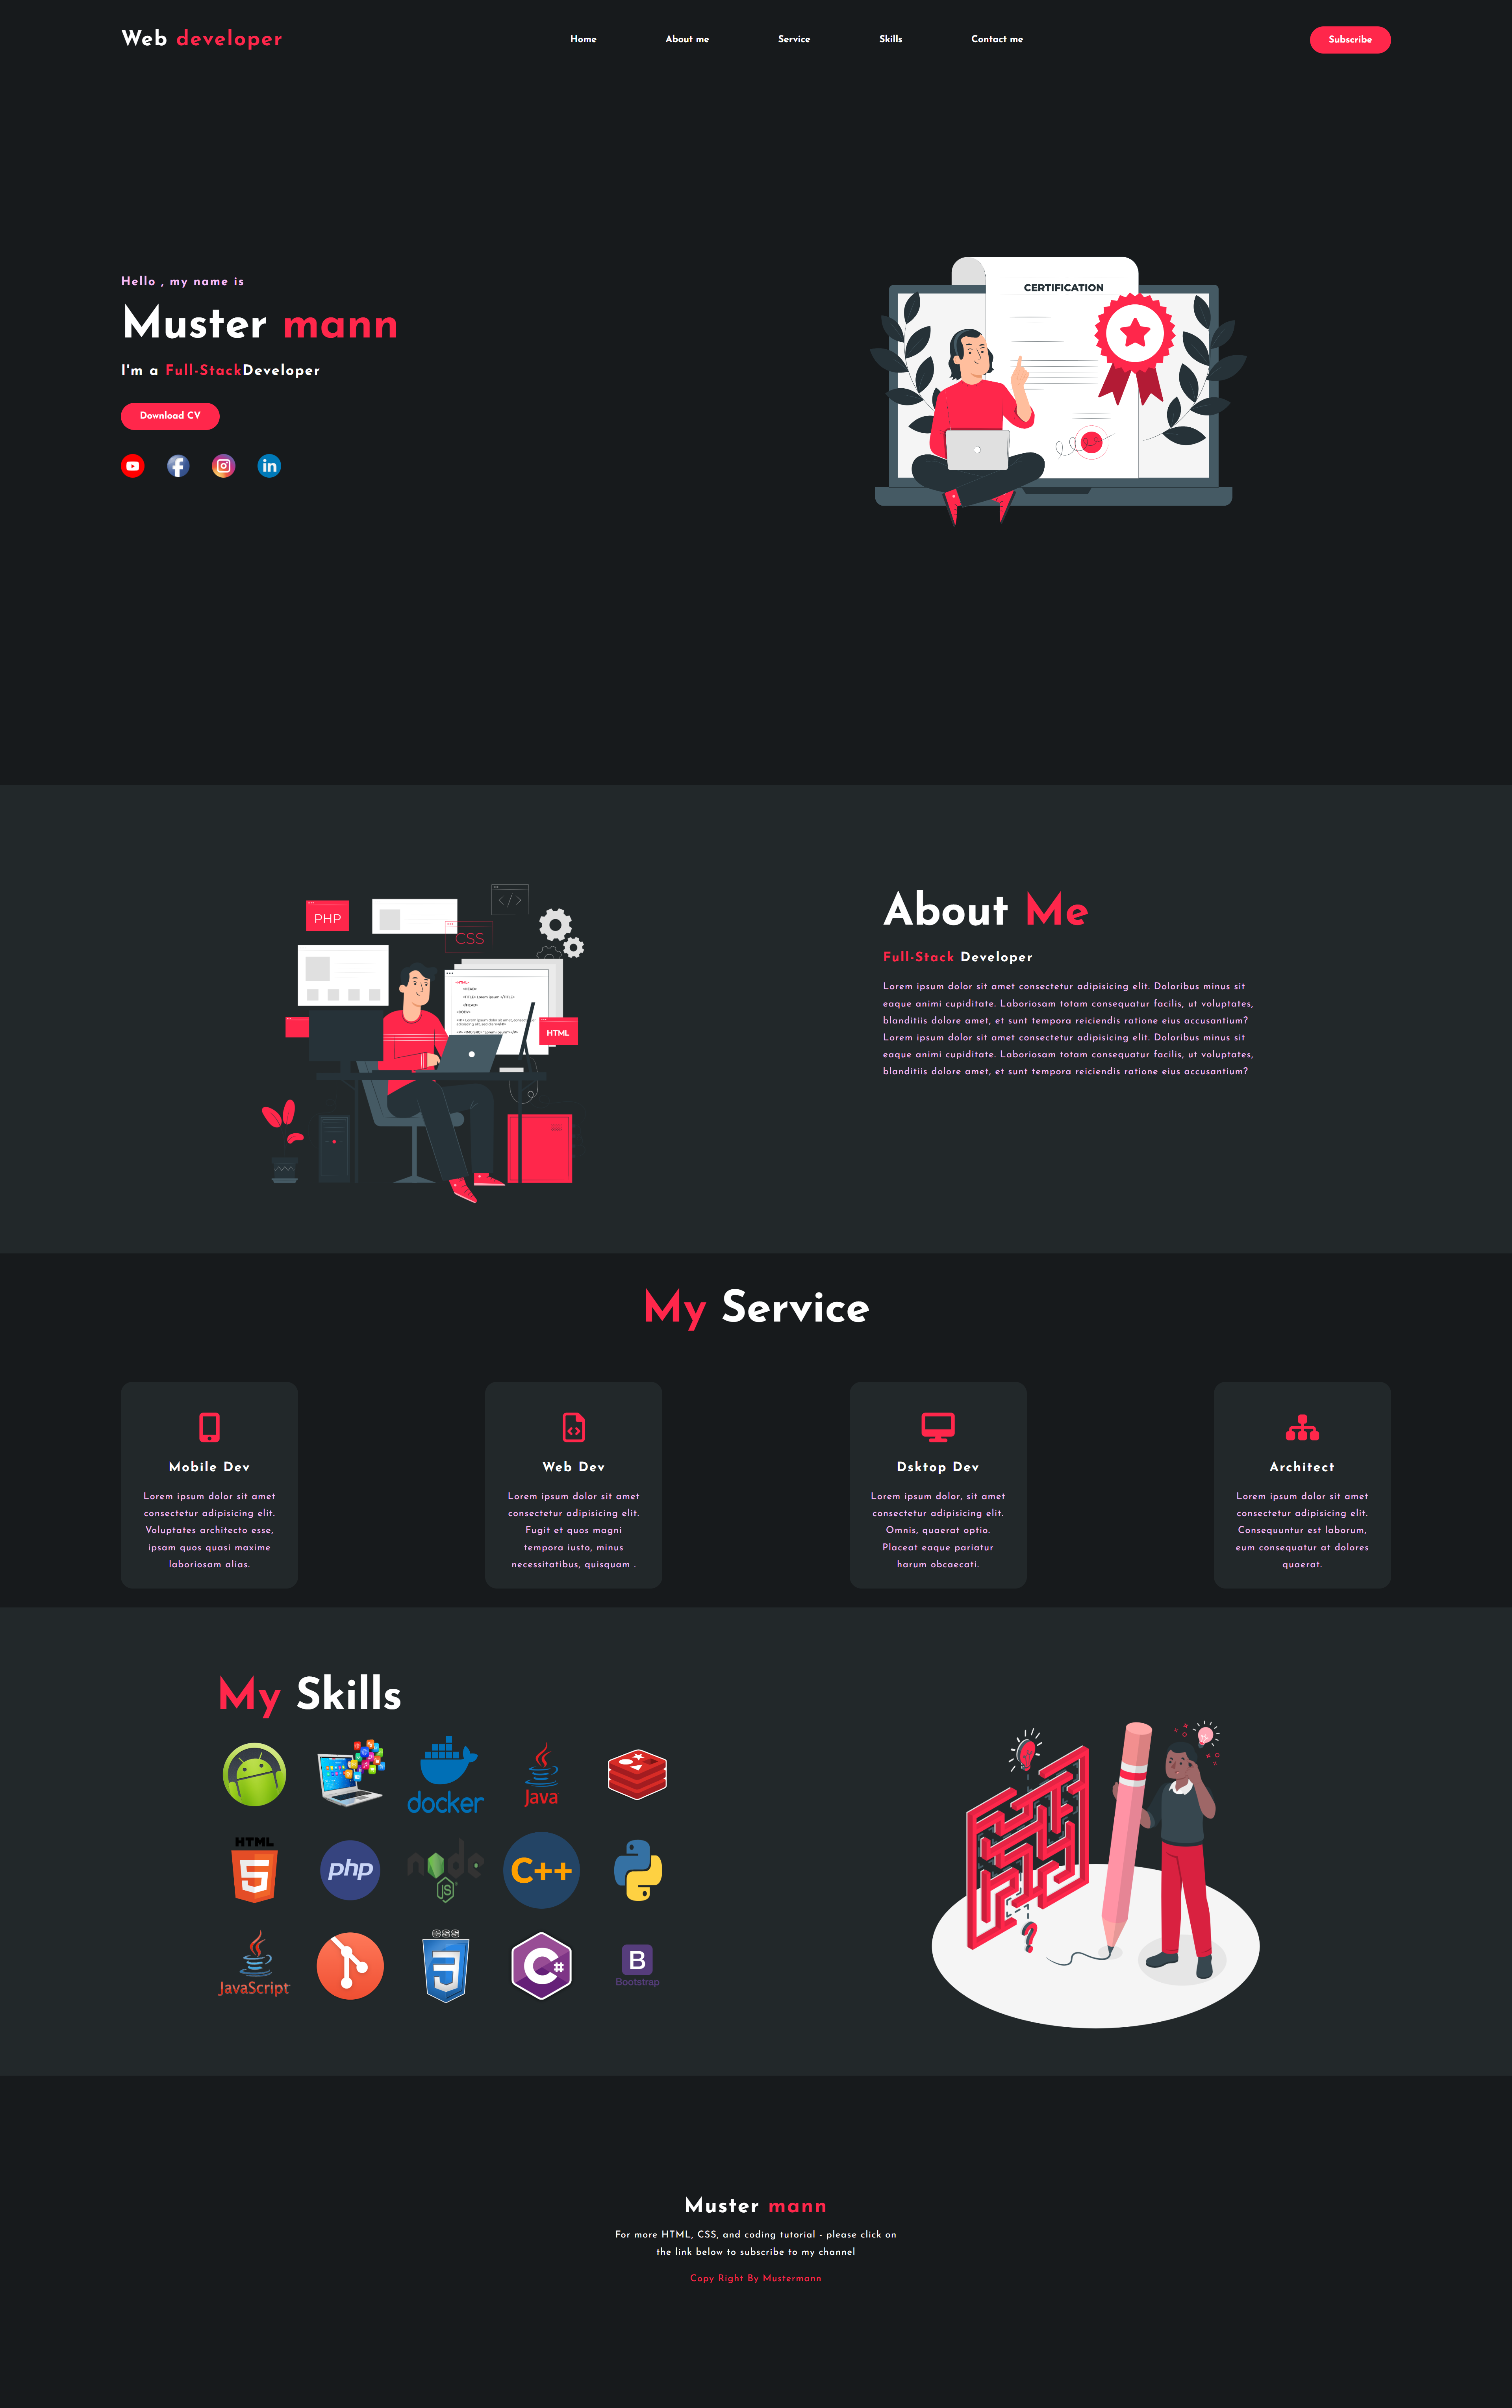 Web developer
Home
About me
Service
Skills
Contact me
Subscribe
Hello , my name is
Muster mann
I'm a Full-StackDeveloper
Download CV
CERTIFICATION
PHP
CSS
</>
<HTML>
<HEAD>
<TITLE> Lorem Ipsum </TITLE>
</HEAD>
<BODY>
HTML
About Me
Full-Stack Developer
Lorem ipsum dolor sit amet consectetur adipisicing elit. Doloribus minus sit
eaque animi cupiditate. Laboriosam totam consequatur facilis, ut voluptates,
blanditiis dolore amet, et sunt tempora reiciendis ratione eius accusantium?
Lorem ipsum dolor sit amet consectetur adipisicing elit. Doloribus minus sit
eaque animi cupiditate. Laboriosam totam consequatur facilis, ut voluptates,
blanditiis dolore amet, et sunt tempora reiciendis ratione eius accusantium?
My Service
Mobile Dev
Lorem ipsum dolor sit amet
consectetur adipisicing elit.
Voluptates architecto esse,
ipsam quos quasi maxime
laboriosam alias.
Web Dev
Lorem ipsum dolor sit amet
consectetur adipisicing elit.
Fugit et quos magni
tempora iusto, minus
necessitatibus, quisquam .
Dsktop Dev
Lorem ipsum dolor, sit amet
consectetur adipisicing elit.
Omnis, quaerat optio.
Placeat eaque pariatur
harum obcaecati.
Architect
Lorem ipsum dolor sit amet
consectetur adipisicing elit.
Consequuntur est laborum,
eum consequatur at dolores
quaerat.
My Skills
docker
Java
HTML
5
php
node
JS
C++
JavaScript
CSS
3
C#
B
Bootstrap
?
Muster mann
For more HTML, CSS, and coding tutorial - please click on
the link below to subscribe to my channel
Copy Right By Mustermann